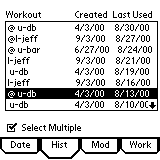 Workout Created Last Used
@ u-db 4/3/00 8/30/00
@l-jeff 4/3/00 8/27/00
@ u-bar 6/27/00 8/24/00
l-jeff 4/3/00 8/21/00
u-db 4/3/00 8/19/00
l-jeff 4/3/00 8/16/00
@ u-db 4/3/00 8/13/00
u-db 4/3/00 8/10/00
Select Multiple
Date Hist Mod Work